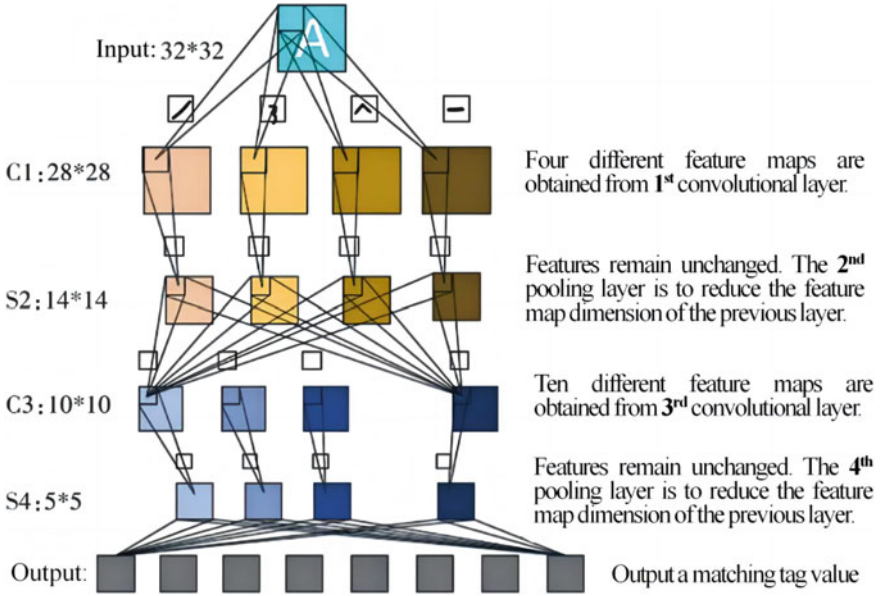 Input: 32*32
A
C1:28*28
Four different feature maps are
obtained from 1st convolutional layer.
S2:14*14
Features remain unchanged. The 2nd
pooling layer is to reduce the feature
map dimension of the previous layer.
C3:10*10
Ten different feature maps are
obtained from 3rd convolutional layer.
S4:5*5
Features remain unchanged. The 4th
pooling layer is to reduce the feature
map dimension of the previous layer.
Output:
Output a matching tag value